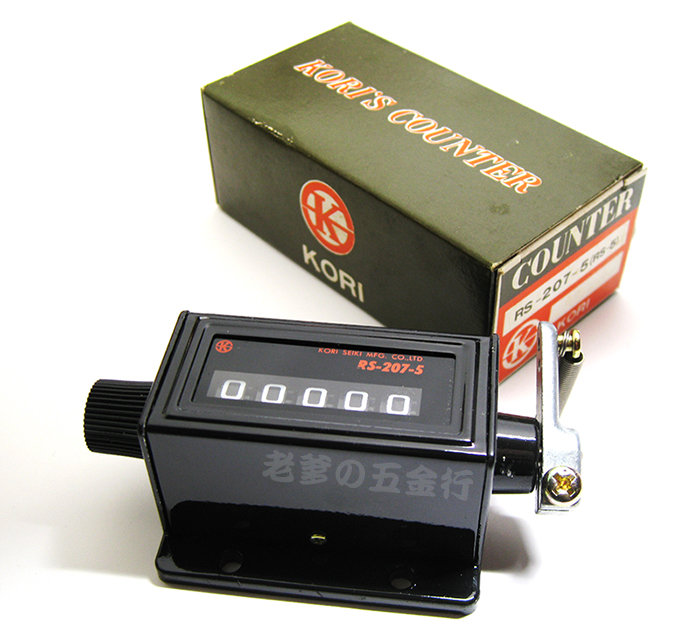 KORI'S COUNTER
K
KORI
COUNTER
RS-207-5(RS-5)
K
KORI
K
KORI SEIKI MFG. CO.,LTD
RS-207-5
00000
老爹の五金行